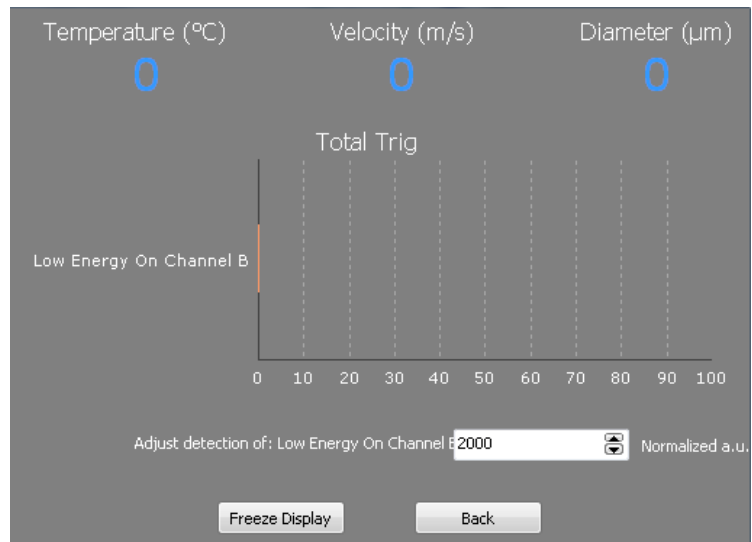 Temperature (ºC) Velocity (m/s) Diameter (µm)
0 0 0
Total Trig
Low Energy On Channel B
0 10 20 30 40 50 60 70 80 90 100
Adjust detection of: Low Energy On Channel B 2000 Normalized a.u.
Freeze Display Back